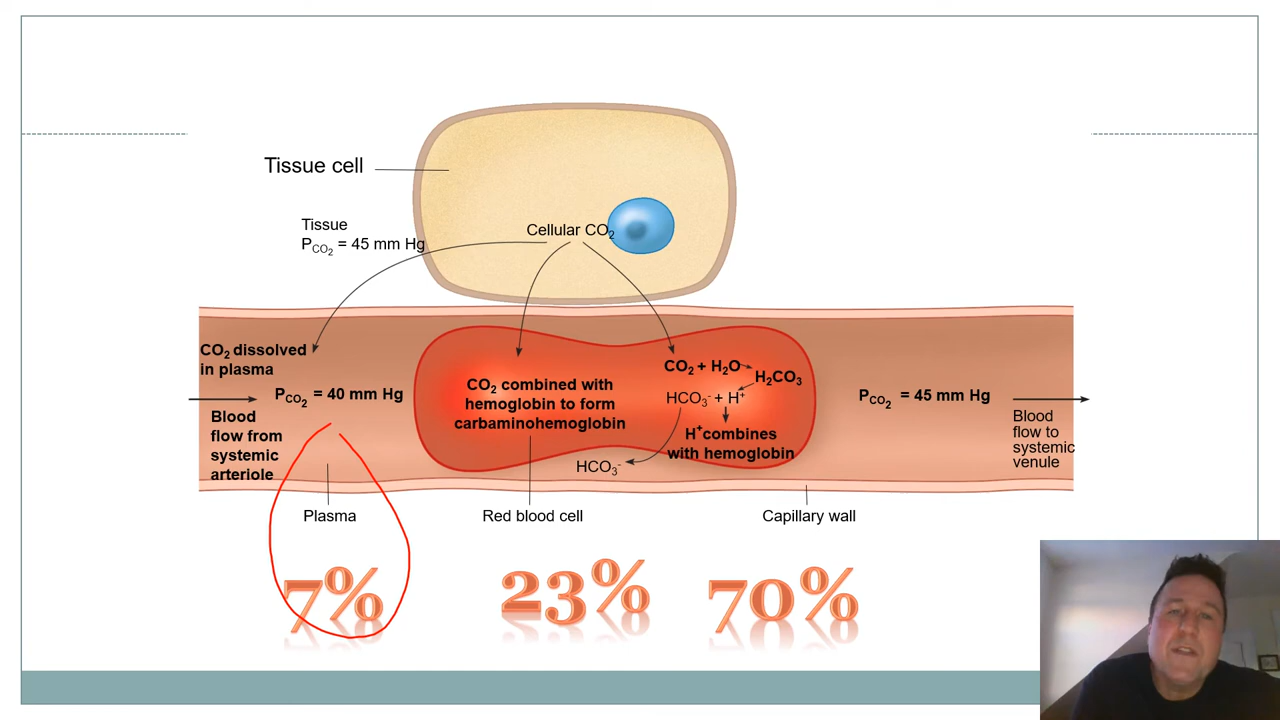 Tissue cell
Tissue
PCO₂ = 45 mm Hg
Cellular CO₂
CO₂ dissolved
in plasma
PCO₂ = 40 mm Hg
Blood
flow from
systemic
arteriole
CO₂ combined with
hemoglobin to form
carbaminohemoglobin
CO₂ + H₂O
H₂CO₃
HCO₃⁻ + H⁺
H⁺combines
with hemoglobin
HCO₃⁻
PCO₂ = 45 mm Hg
Blood
flow to
systemic
venule
Plasma
Red blood cell
Capillary wall
7%
23%
70%